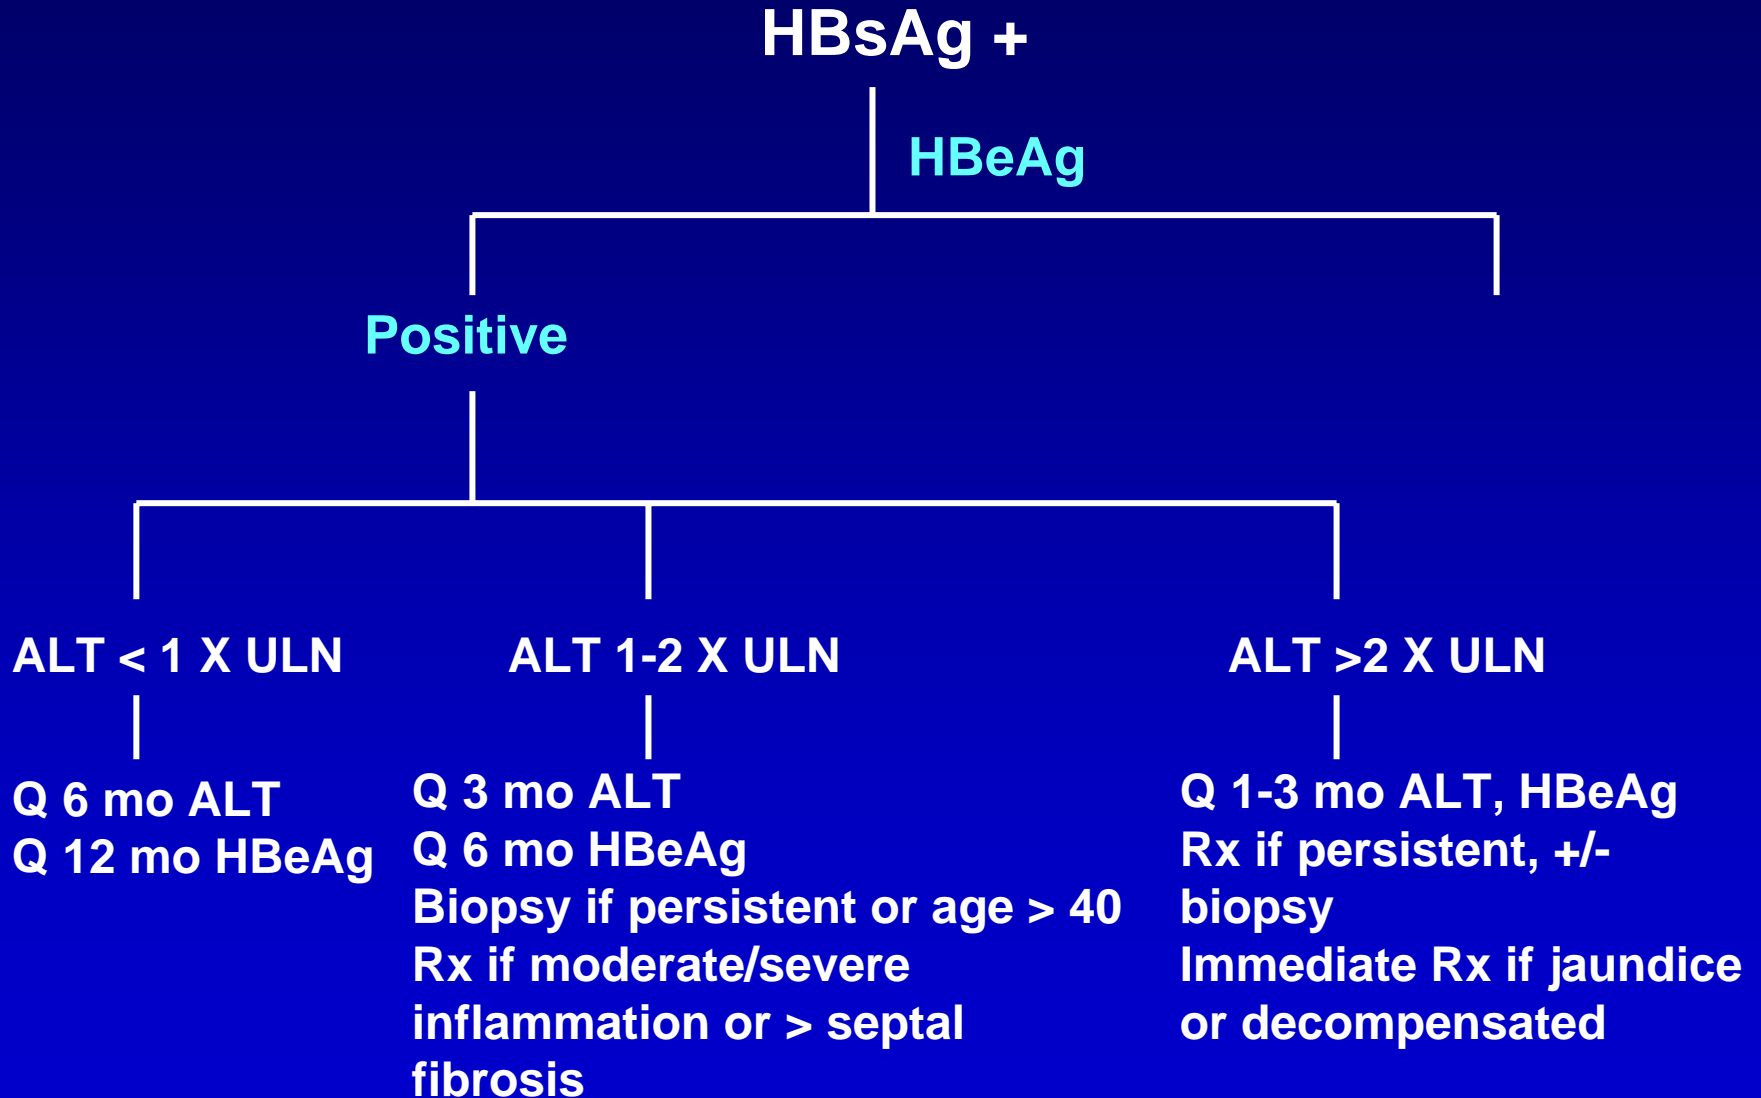 HBsAg +
HBeAg
Positive
ALT < 1 X ULN
ALT 1-2 X ULN
ALT >2 X ULN
Q 6 mo ALT
Q 12 mo HBeAg
Q 3 mo ALT
Q 6 mo HBeAg
Biopsy if persistent or age > 40
Rx if moderate/severe
inflammation or > septal
fibrosis
Q 1-3 mo ALT, HBeAg
Rx if persistent, +/-
biopsy
Immediate Rx if jaundice
or decompensated